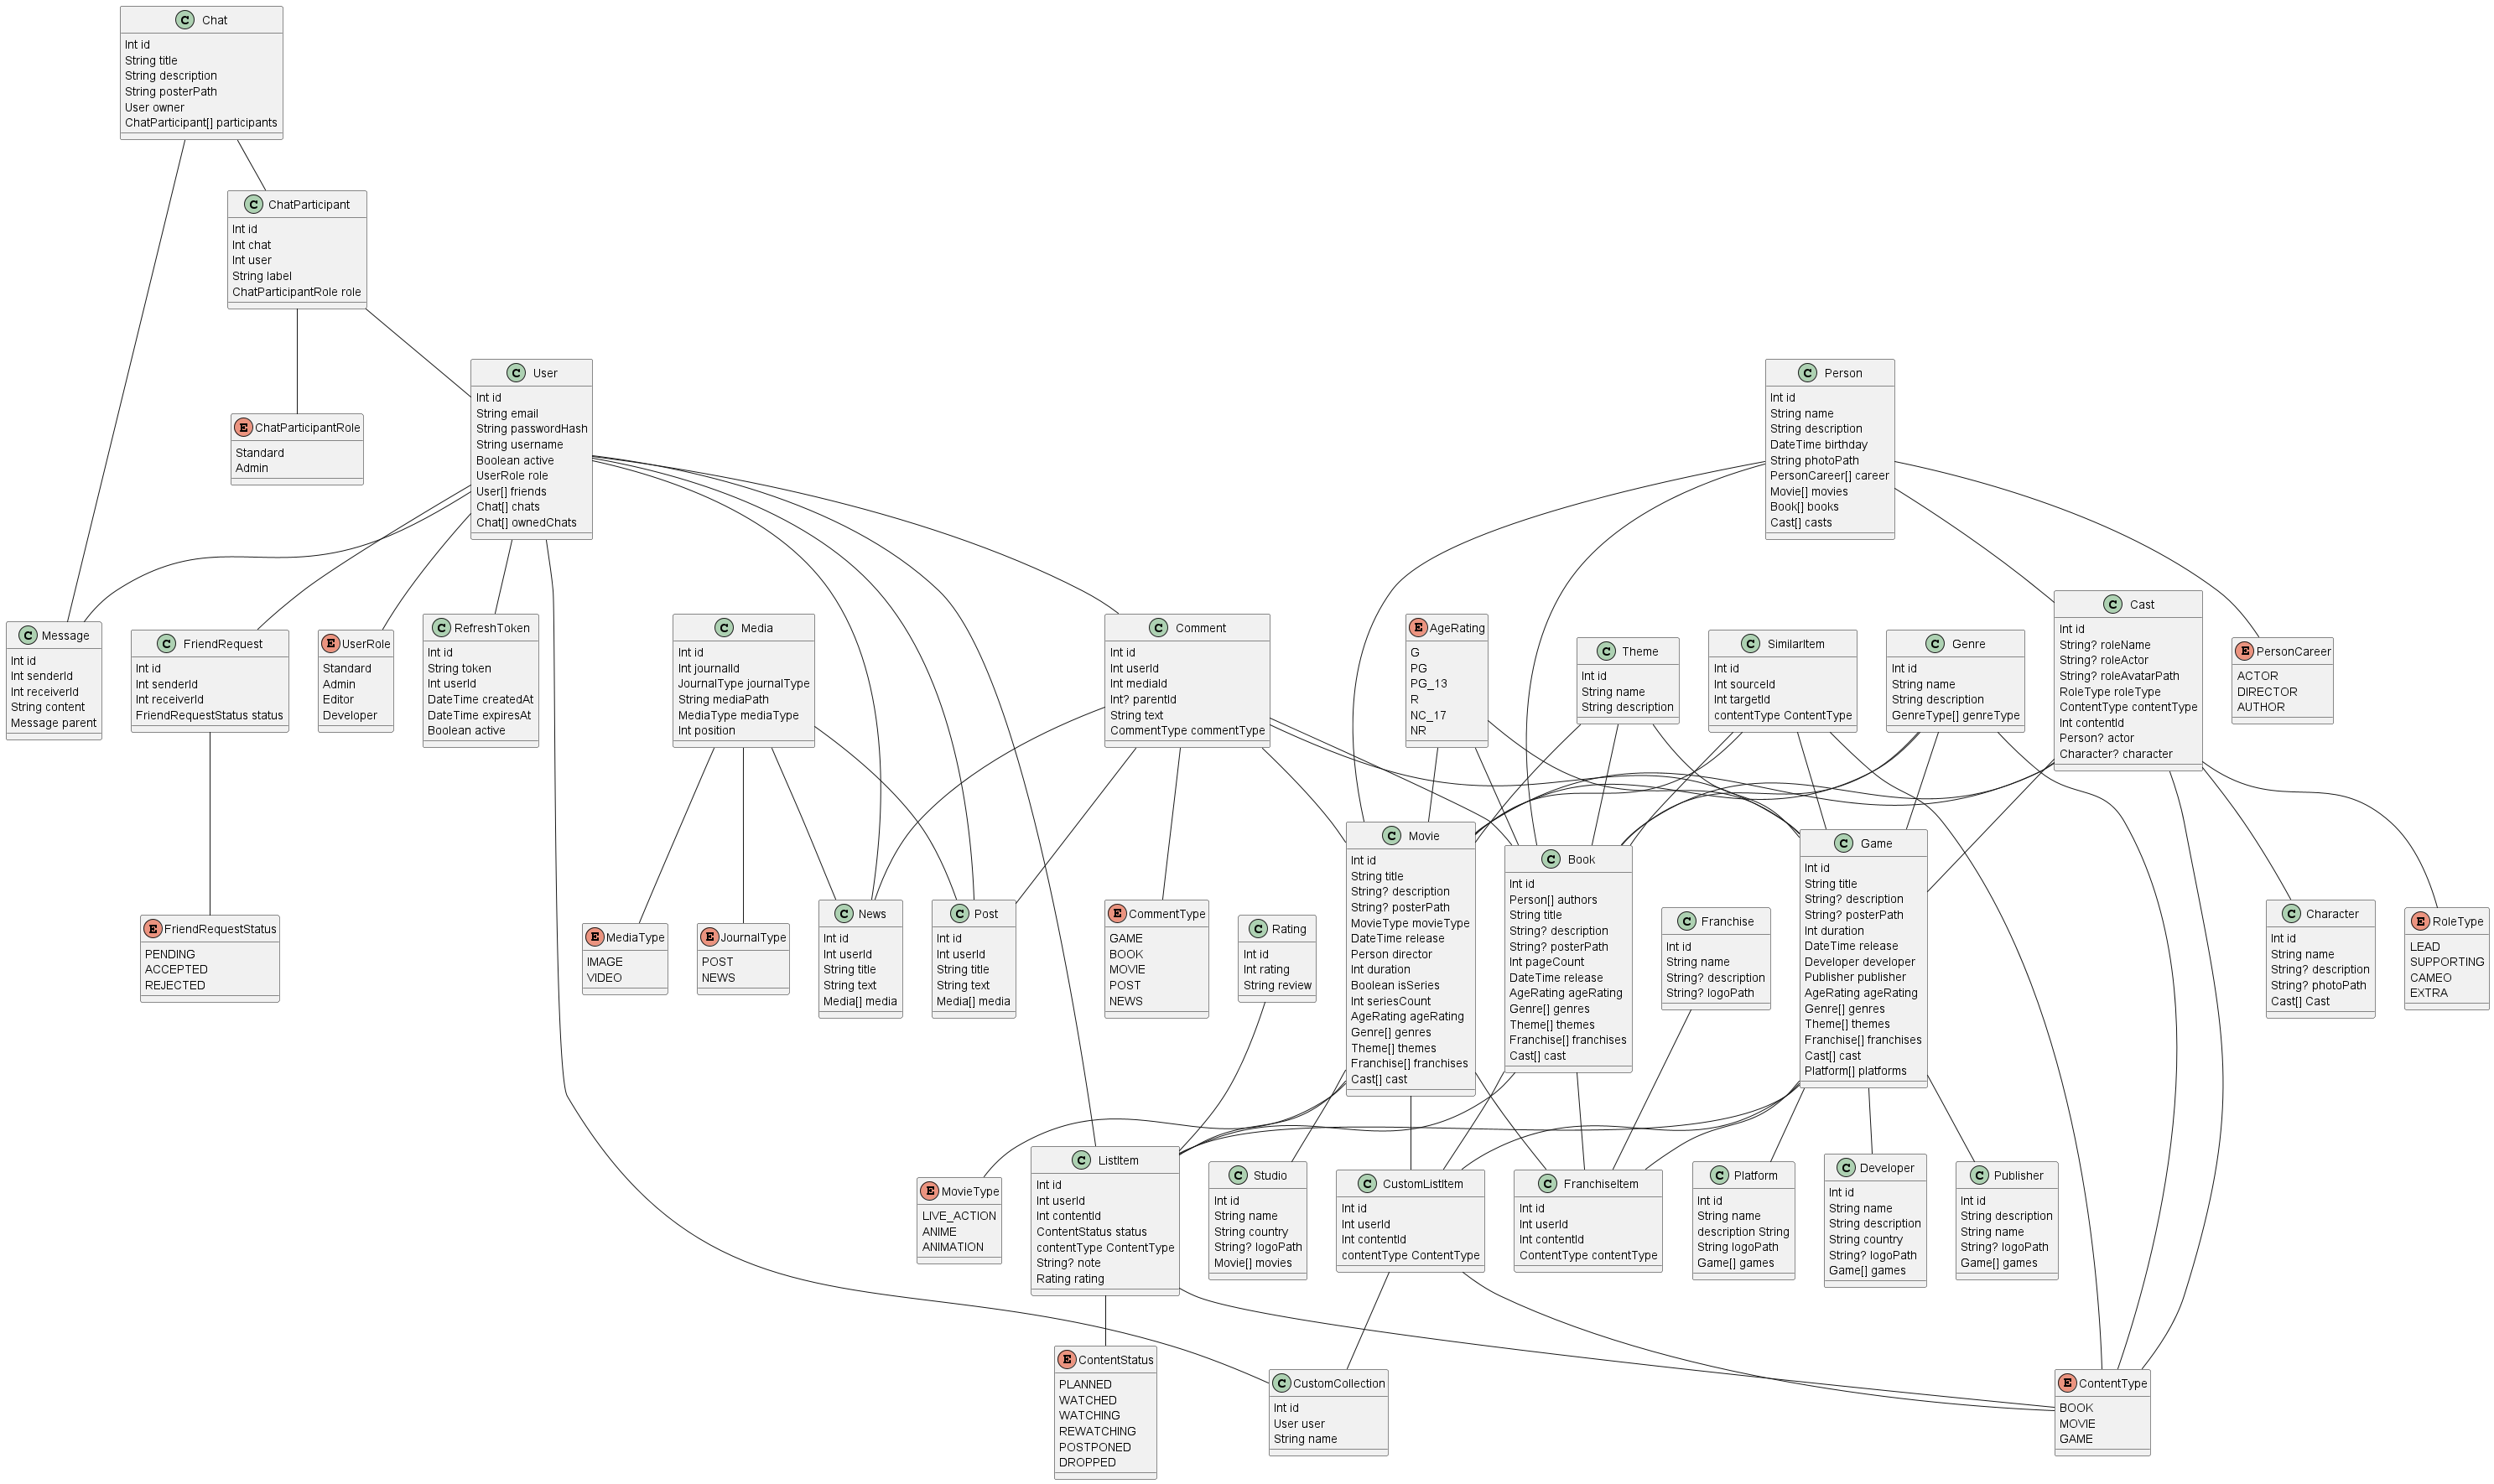 Chat
Int id
String title
String description
String posterPath
User owner
ChatParticipant[] participants
ChatParticipant
Int id
Int chat
Int user
String label
ChatParticipantRole role
ChatParticipantRole
Standard
Admin
User
Int id
String email
String passwordHash
String username
Boolean active
UserRole role
User[] friends
Chat[] chats
Chat[] ownedChats
Person
Int id
String name
String description
DateTime birthday
String photoPath
PersonCareer[] career
Movie[] movies
Book[] books
Cast[] casts
Message
Int id
Int senderId
Int receiverId
String content
Message parent
FriendRequest
Int id
Int senderId
Int receiverId
FriendRequestStatus status
UserRole
Standard
Admin
Editor
Developer
RefreshToken
Int id
String token
Int userId
DateTime createdAt
DateTime expiresAt
Boolean active
Media
Int id
Int journalId
JournalType journalType
String mediaPath
MediaType mediaType
Int position
Comment
Int id
Int userId
Int mediaId
Int? parentId
String text
CommentType commentType
AgeRating
G
PG
PG_13
R
NC_17
NR
Theme
Int id
String name
String description
SimilarItem
Int id
Int sourceId
Int targetId
contentType ContentType
Genre
Int id
String name
String description
GenreType[] genreType
Cast
Int id
String? roleName
String? roleActor
String? roleAvatarPath
RoleType roleType
ContentType contentType
Int contentId
Person? actor
Character? character
PersonCareer
ACTOR
DIRECTOR
AUTHOR
FriendRequestStatus
PENDING
ACCEPTED
REJECTED
MediaType
IMAGE
VIDEO
JournalType
POST
NEWS
News
Int id
Int userId
String title
String text
Media[] media
Post
Int id
Int userId
String title
String text
Media[] media
CommentType
GAME
BOOK
MOVIE
POST
NEWS
Rating
Int id
Int rating
String review
Movie
Int id
String title
String? description
String? posterPath
MovieType movieType
DateTime release
Person director
Int duration
Boolean isSeries
Int seriesCount
AgeRating ageRating
Genre[] genres
Theme[] themes
Franchise[] franchises
Cast[] cast
Book
Int id
Person[] authors
String title
String? description
String? posterPath
Int pageCount
DateTime release
AgeRating ageRating
Genre[] genres
Theme[] themes
Franchise[] franchises
Cast[] cast
Franchise
Int id
String name
String? description
String? logoPath
Game
Int id
String title
String? description
String? posterPath
Int duration
DateTime release
Developer developer
Publisher publisher
AgeRating ageRating
Genre[] genres
Theme[] themes
Franchise[] franchises
Cast[] cast
Platform[] platforms
Character
Int id
String name
String? description
String? photoPath
Cast[] Cast
RoleType
LEAD
SUPPORTING
CAMEO
EXTRA
MovieType
LIVE_ACTION
ANIME
ANIMATION
ListItem
Int id
Int userId
Int contentId
ContentStatus status
contentType ContentType
String? note
Rating rating
Studio
Int id
String name
String country
String? logoPath
Movie[] movies
CustomListItem
Int id
Int userId
Int contentId
contentType ContentType
FranchiseItem
Int id
Int userId
Int contentId
ContentType contentType
Platform
Int id
String name
description String
String logoPath
Game[] games
Developer
Int id
String name
String description
String country
String? logoPath
Game[] games
Publisher
Int id
String description
String name
String? logoPath
Game[] games
ContentStatus
PLANNED
WATCHED
WATCHING
REWATCHING
POSTPONED
DROPPED
CustomCollection
Int id
User user
String name
ContentType
BOOK
MOVIE
GAME